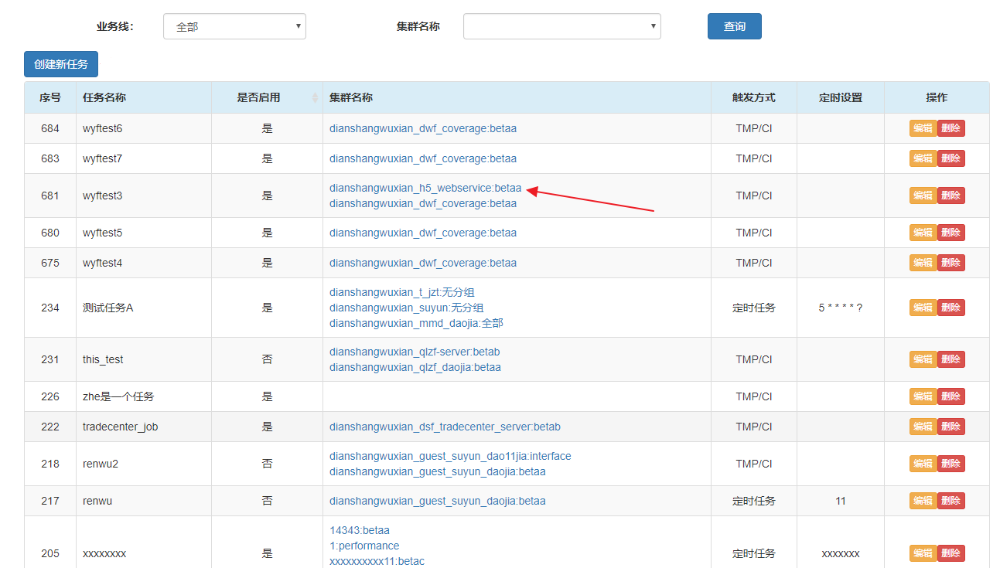 业务线： 全部 集群名称 查询
创建新任务
序号 任务名称 是否启用 集群名称 触发方式 定时设置 操作
684 wyftest6 是 dianshangwuxian_dwf_coverage:betaa TMP/CI 编辑 删除
683 wyftest7 是 dianshangwuxian_dwf_coverage:betaa TMP/CI 编辑 删除
681 wyftest3 是 dianshangwuxian_h5_webservice:betaa TMP/CI 编辑 删除
dianshangwuxian_dwf_coverage:betaa
680 wyftest5 是 dianshangwuxian_dwf_coverage:betaa TMP/CI 编辑 删除
675 wyftest4 是 dianshangwuxian_dwf_coverage:betaa TMP/CI 编辑 删除
dianshangwuxian_t_jzt:无分组
234 测试任务A 是 dianshangwuxian_suyun:无分组 定时任务 5 * * * * ? 编辑 删除
dianshangwuxian_mmd_daojia:全部
231 this_test 否 dianshangwuxian_qlzf-server:betab TMP/CI 编辑 删除
dianshangwuxian_qlzf_daojia:betaa
226 zhe是一个任务 是 TMP/CI 编辑 删除
222 tradecenter_job 是 dianshangwuxian_dsf_tradecenter_server:betab TMP/CI 编辑 删除
218 renwu2 否 dianshangwuxian_guest_suyun_dao11jia:interface TMP/CI 编辑 删除
dianshangwuxian_guest_suyun_daojia:betaa
217 renwu 否 dianshangwuxian_guest_suyun_daojia:betaa 定时任务 11 编辑 删除
14343:betaa
1:performance
205 xxxxxxxx 是 xxxxxxxxxx11:betac 定时任务 xxxxxxx 编辑 删除